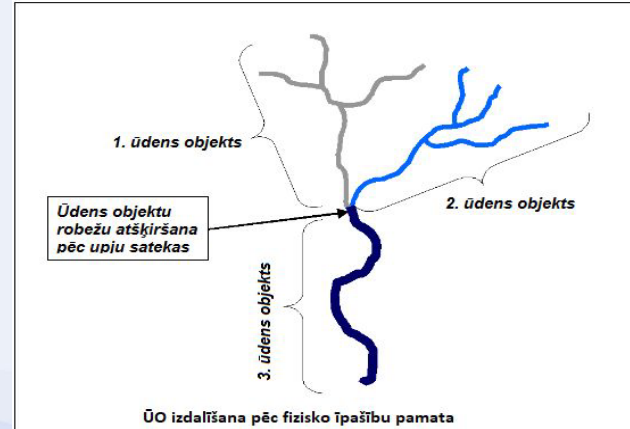 1. ūdens objekts
2. ūdens objekts
Ūdens objektu
robežu atšķiršana
pēc upju satekas
3. ūdens objekts
ŪO izdalīšana pēc fizisko īpašību pamata